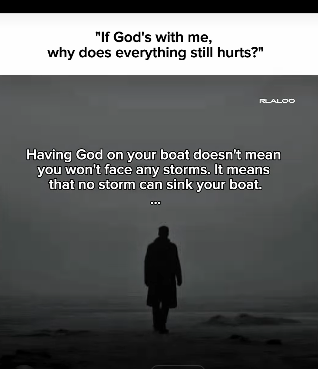 "If God's with me,
why does everything still hurts?"
RLALOO
Having God on your boat doesn't mean
you won't face any storms. It means
that no storm can sink your boat.
...